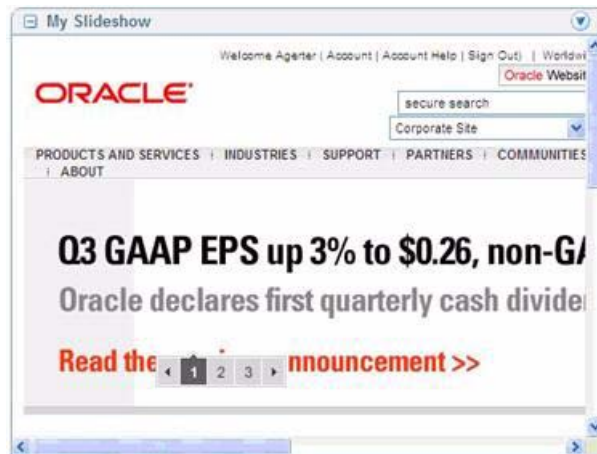 My Slideshow
Welcome Agerter ( Account | Account Help | Sign Out) | Worldwi
Oracle Websit
ORACLE
secure search
Corporate Site
PRODUCTS AND SERVICES | INDUSTRIES | SUPPORT | PARTNERS | COMMUNITIES
| ABOUT
Q3 GAAP EPS up 3% to $0.26, non-GA
Oracle declares first quarterly cash divide
Read the nnouncement >>
1 2 3